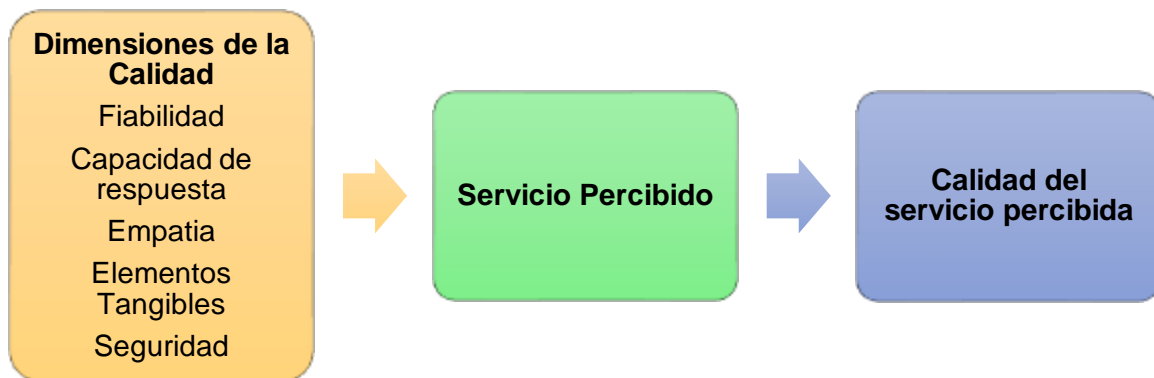 Dimensiones de la
Calidad
Fiabilidad
Capacidad de
respuesta
Empatia
Elementos
Tangibles
Seguridad
Servicio Percibido
Calidad del
servicio percibida